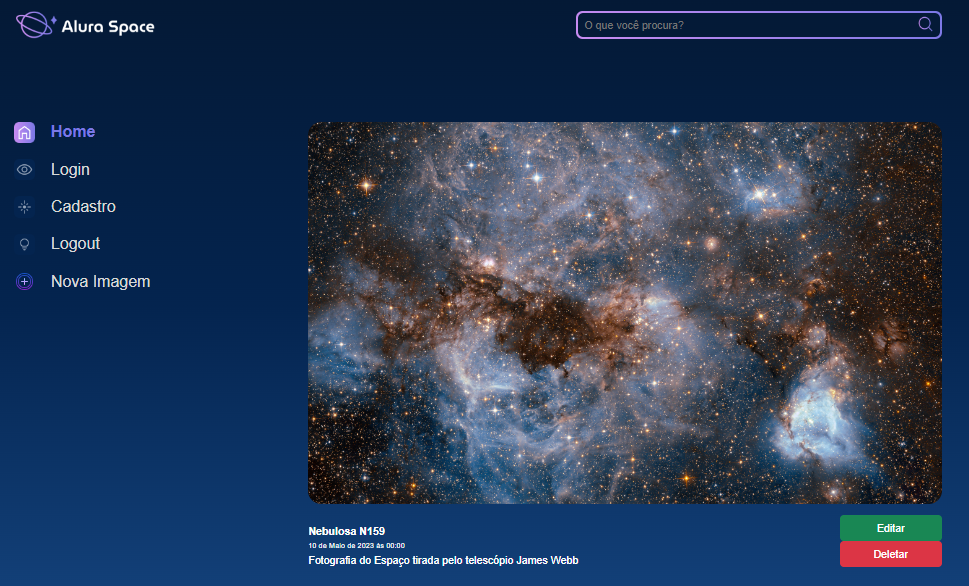 Alura Space
O que você procura?
Home
Login
Cadastro
Logout
Nova Imagem
Nebulosa N159
10 de Maio de 2023 às 00:00
Fotografia do Espaço tirada pelo telescópio James Webb
Editar
Deletar